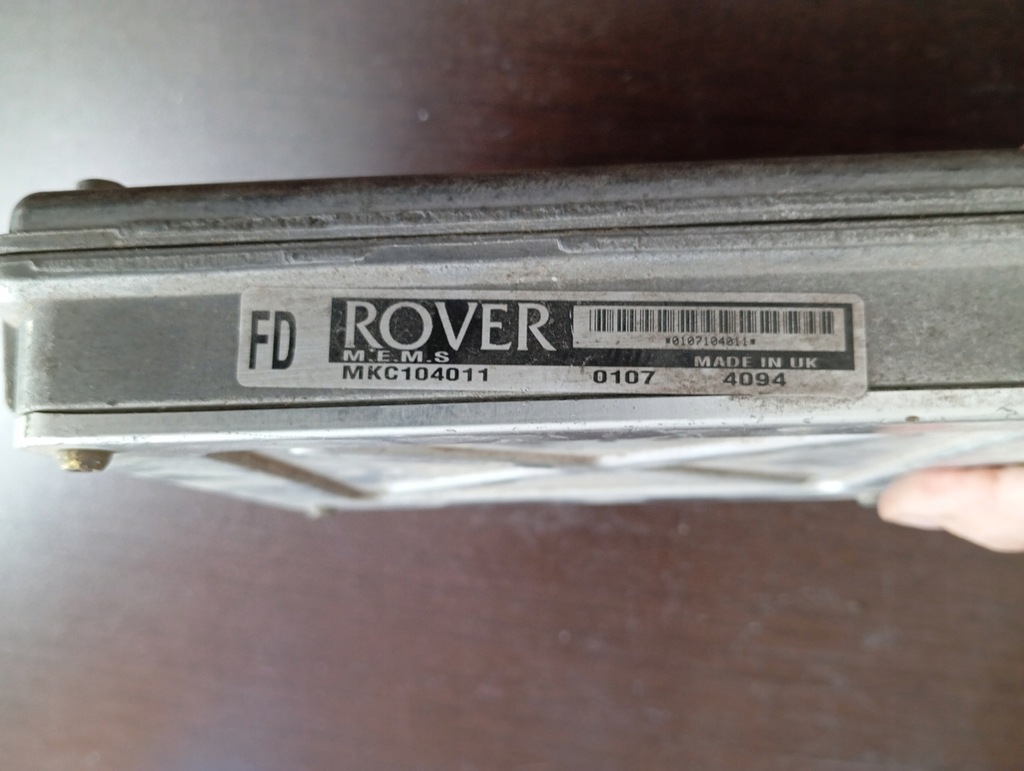 FD
ROVER
*0107104011*
M.E.M.S MADE IN UK
MKC104011 0107 4094